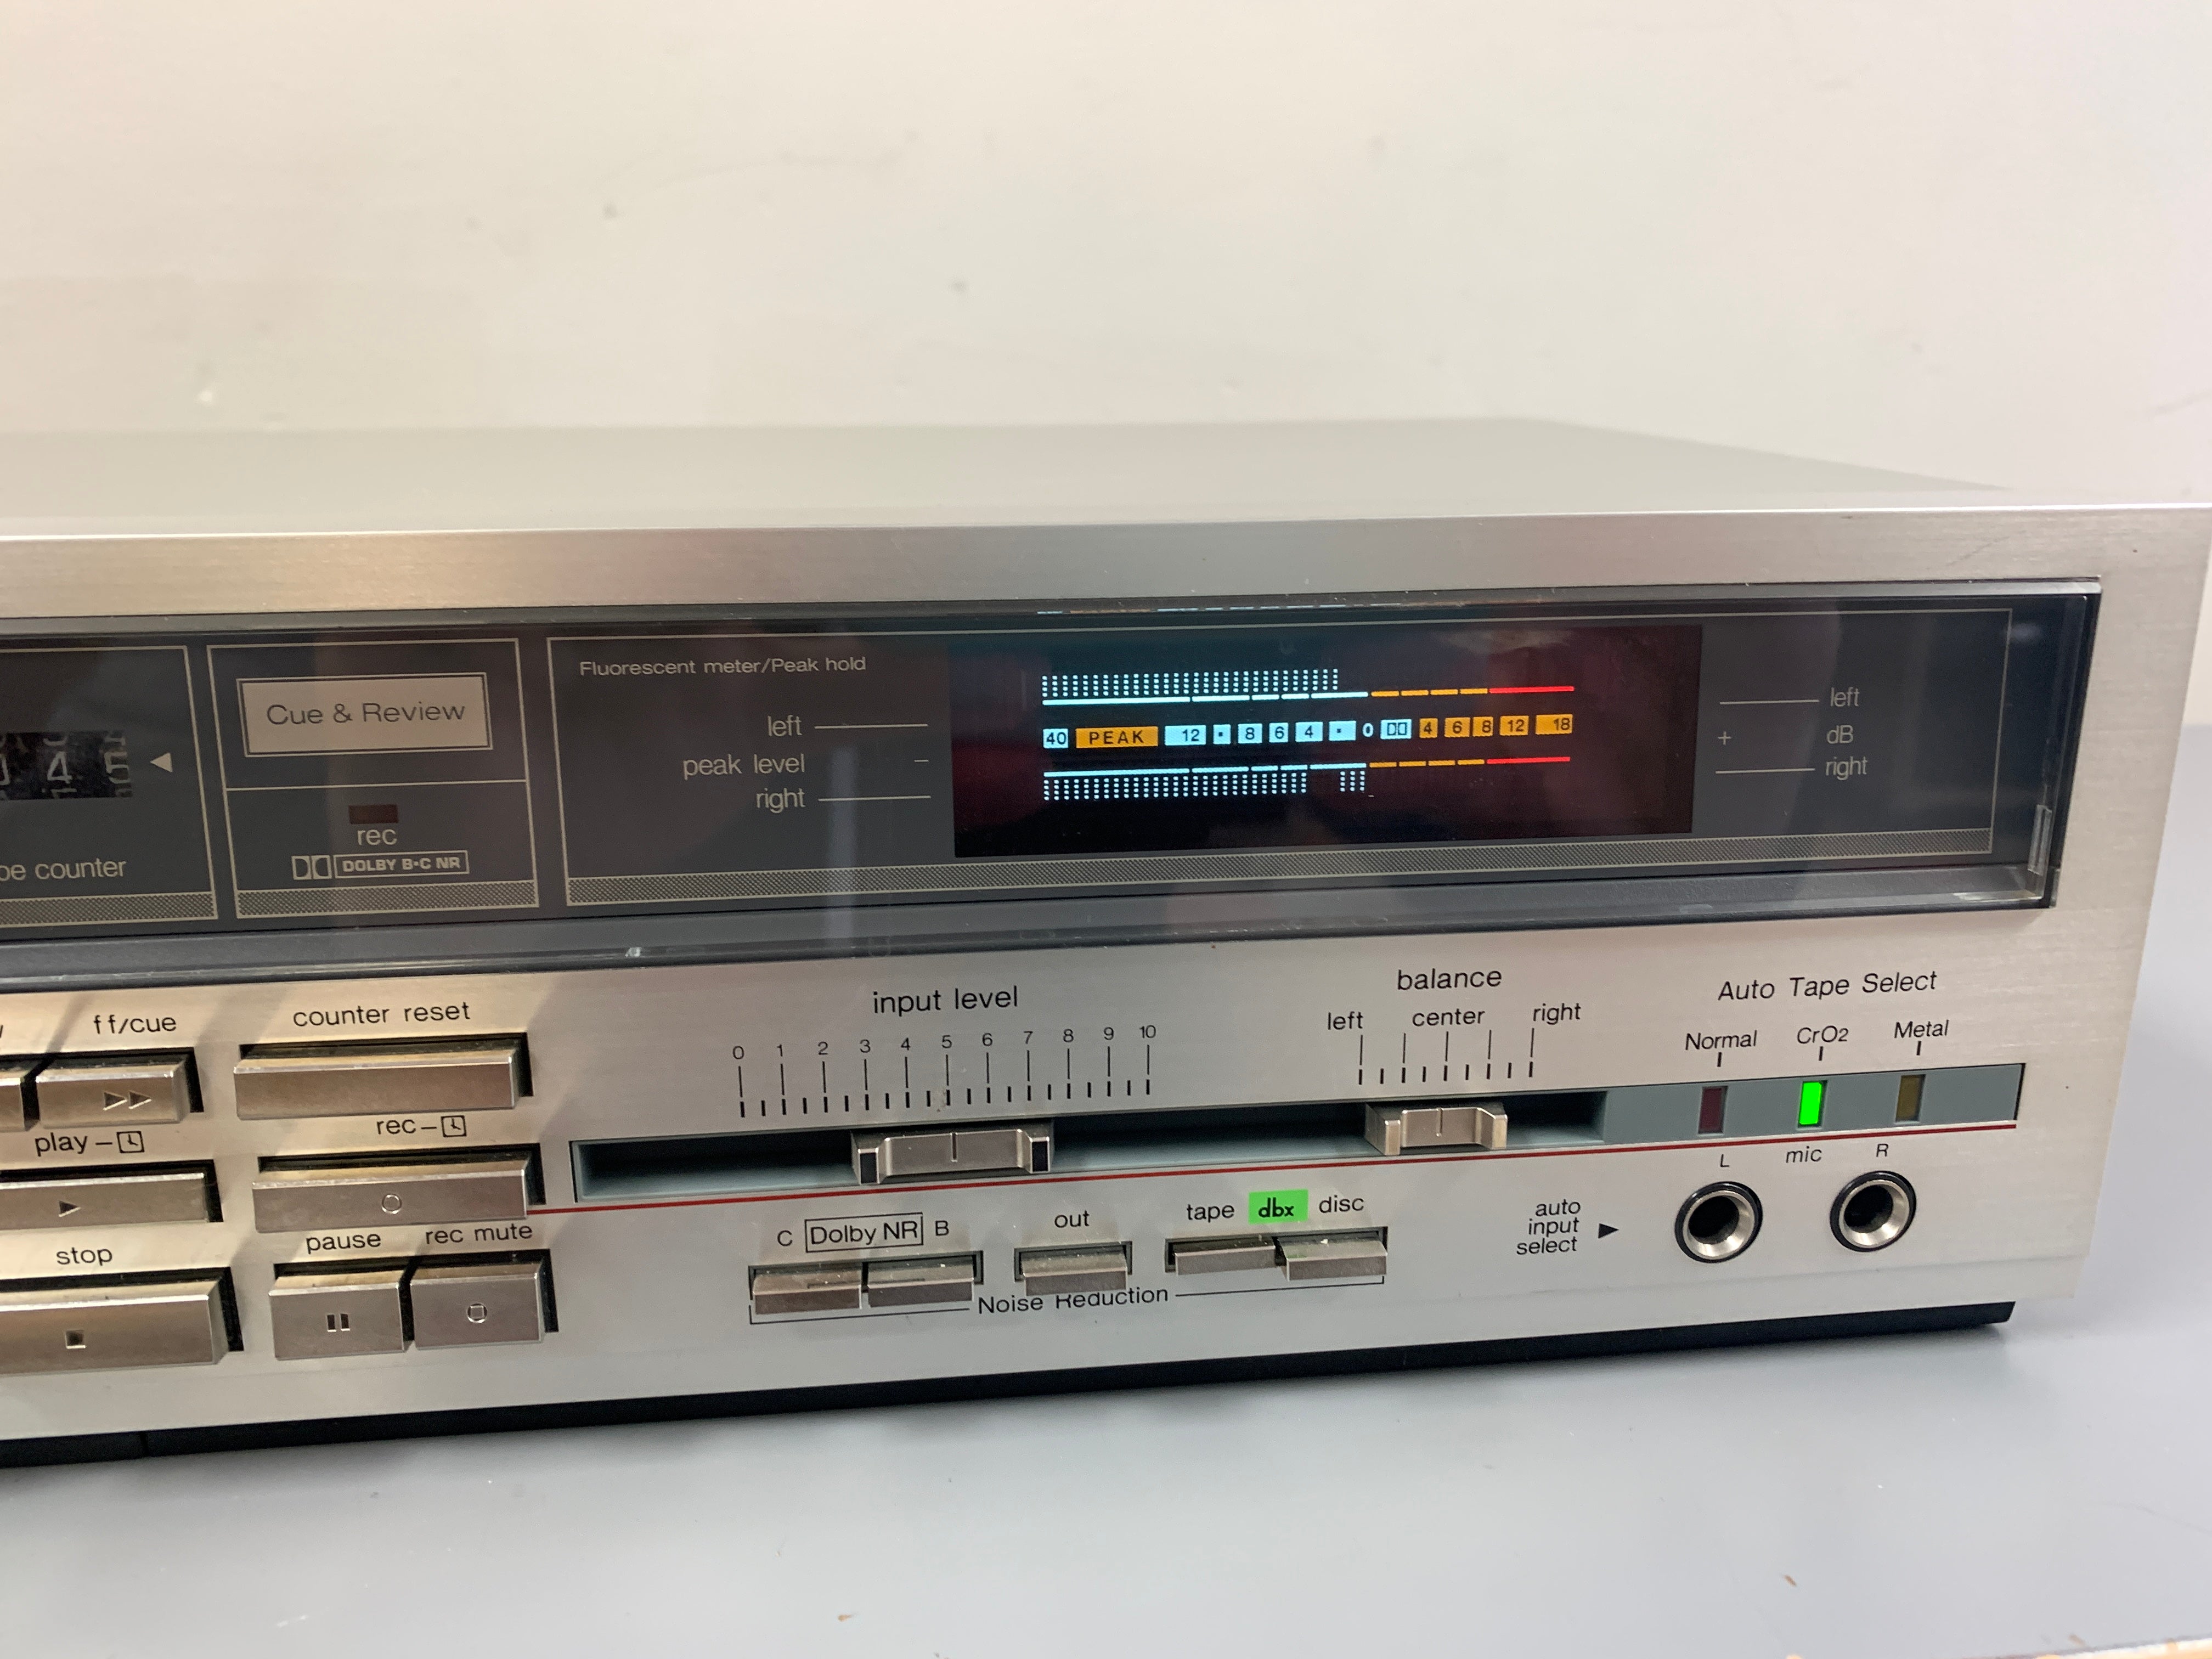 Fluorescent meter/Peak hold
Cue & Review
left
left
40 PEAK 12 · 8 6 4 · 0 4 6 8 12 18
+ dB
peak level −
right
right
4 5
rec
DOLBY B·C NR
counter
input level
0 1 2 3 4 5 6 7 8 9 10
balance
left center right
Auto Tape Select
Normal CrO2 Metal
ff/cue
counter reset
play –
rec –
L mic R
auto
input
select
pause rec mute
stop
C Dolby NR B
out
tape dbx disc
Noise Reduction